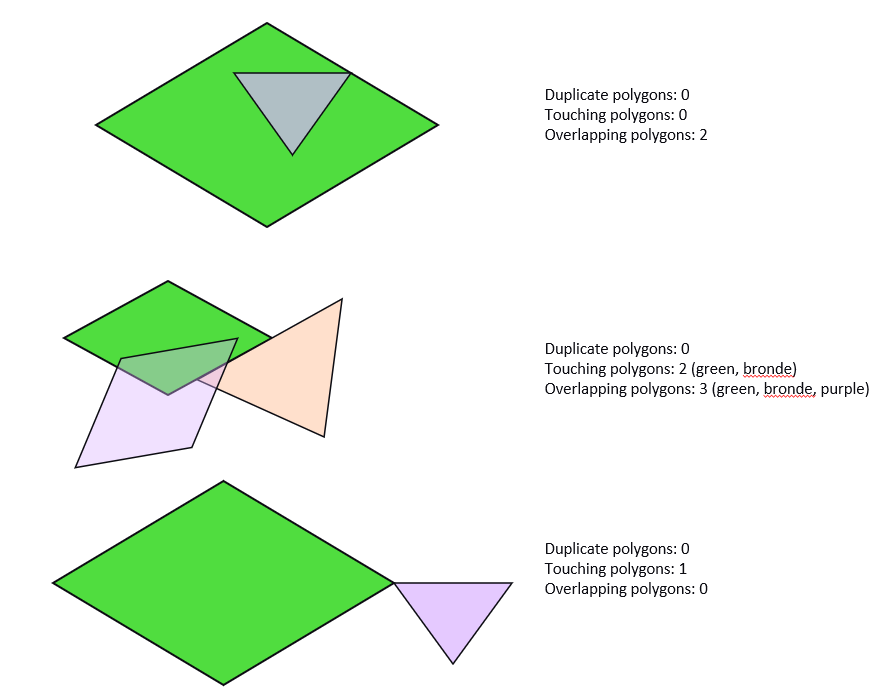 Duplicate polygons: 0
Touching polygons: 0
Overlapping polygons: 2
Duplicate polygons: 0
Touching polygons: 2 (green, bronde)
Overlapping polygons: 3 (green, bronde, purple)
Duplicate polygons: 0
Touching polygons: 1
Overlapping polygons: 0